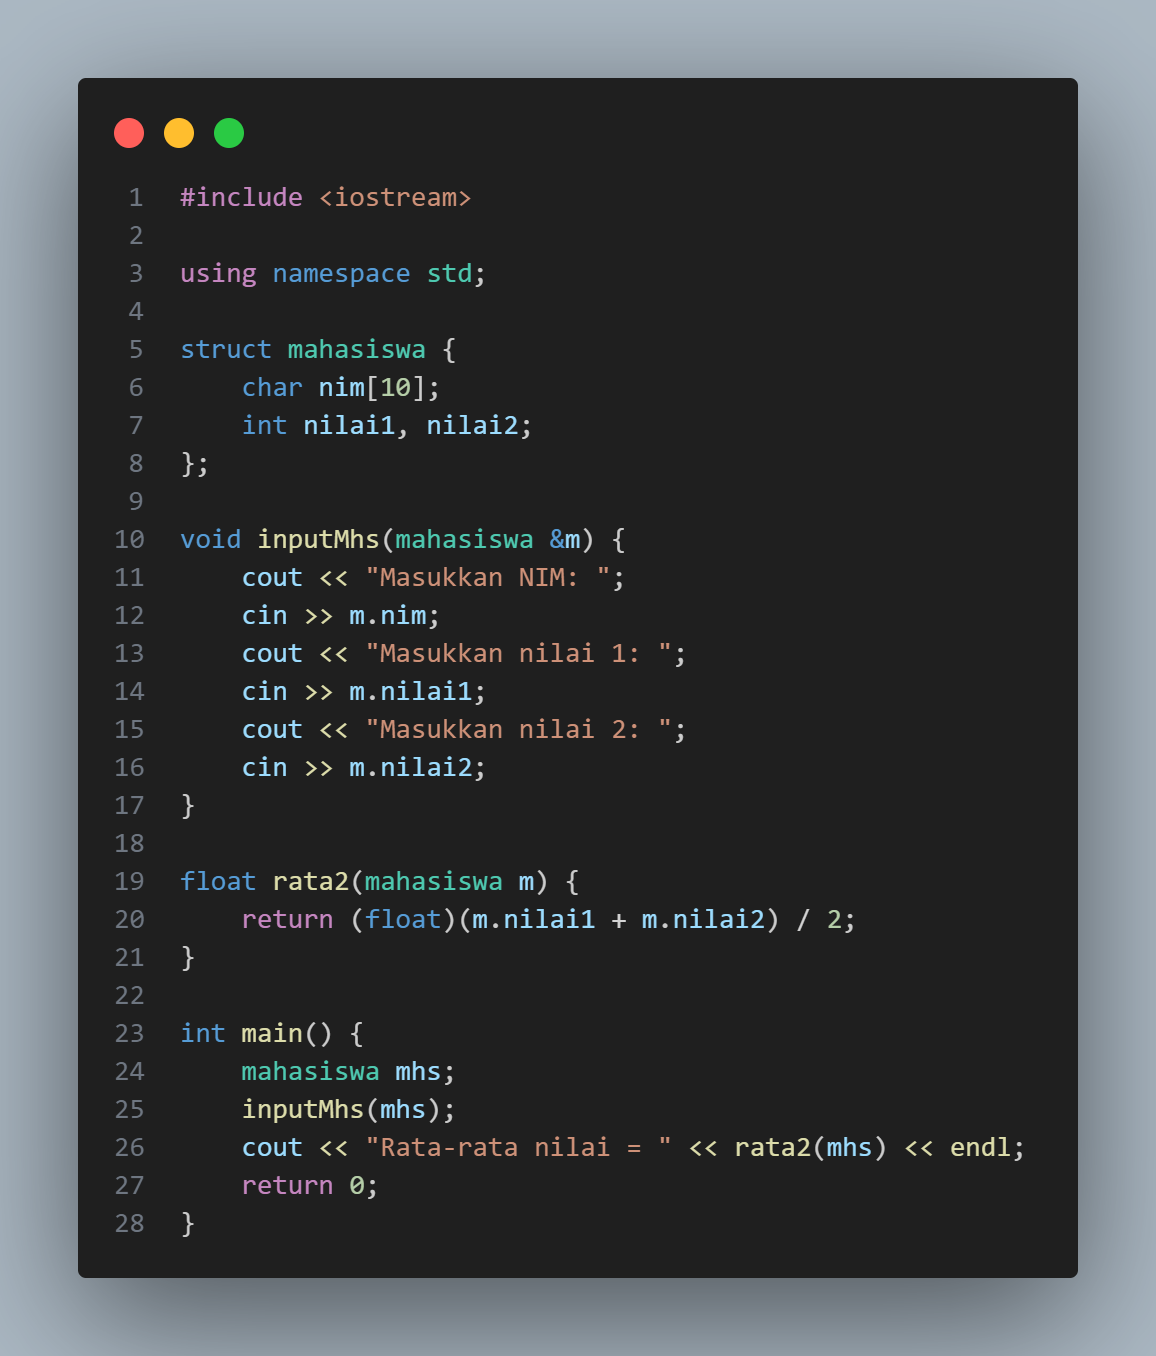 1 #include <iostream>
2
3 using namespace std;
4
5 struct mahasiswa {
6     char nim[10];
7     int nilai1, nilai2;
8 };
9
10 void inputMhs(mahasiswa &m) {
11     cout << "Masukkan NIM: ";
12     cin >> m.nim;
13     cout << "Masukkan nilai 1: ";
14     cin >> m.nilai1;
15     cout << "Masukkan nilai 2: ";
16     cin >> m.nilai2;
17 }
18
19 float rata2(mahasiswa m) {
20     return (float)(m.nilai1 + m.nilai2) / 2;
21 }
22
23 int main() {
24     mahasiswa mhs;
25     inputMhs(mhs);
26     cout << "Rata-rata nilai = " << rata2(mhs) << endl;
27     return 0;
28 }